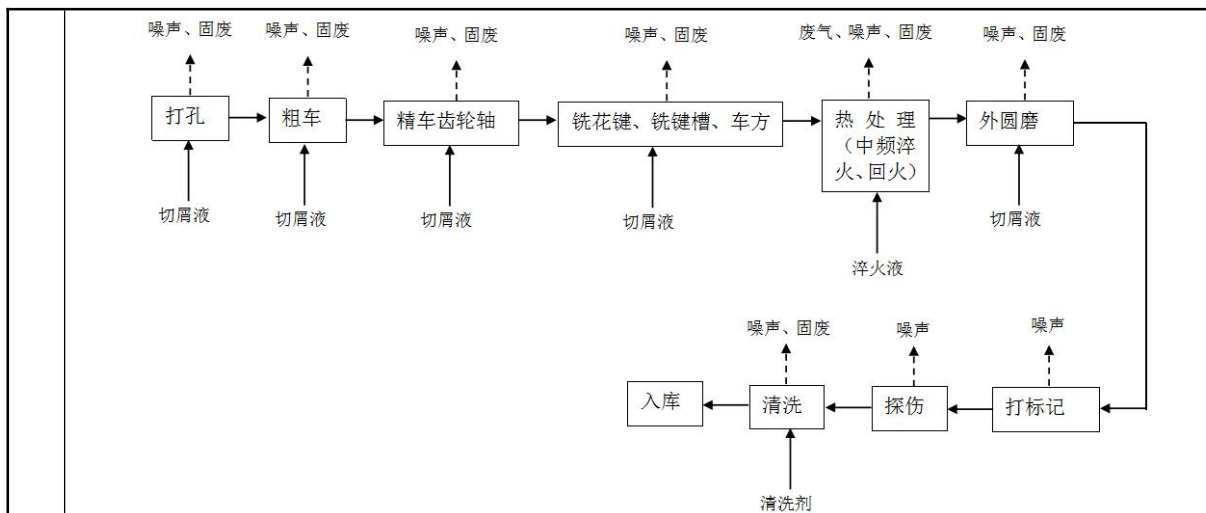 噪声、固废
噪声、固废
噪声、固废
噪声、固废
废气、噪声、固废
噪声、固废
打孔
粗车
精车齿轮轴
铣花键、铣键槽、车方
热处理
（中频淬
火、回火）
外圆磨
切屑液
切屑液
切屑液
切屑液
淬火液
切屑液
噪声、固废
噪声
噪声
入库
清洗
探伤
打标记
清洗剂